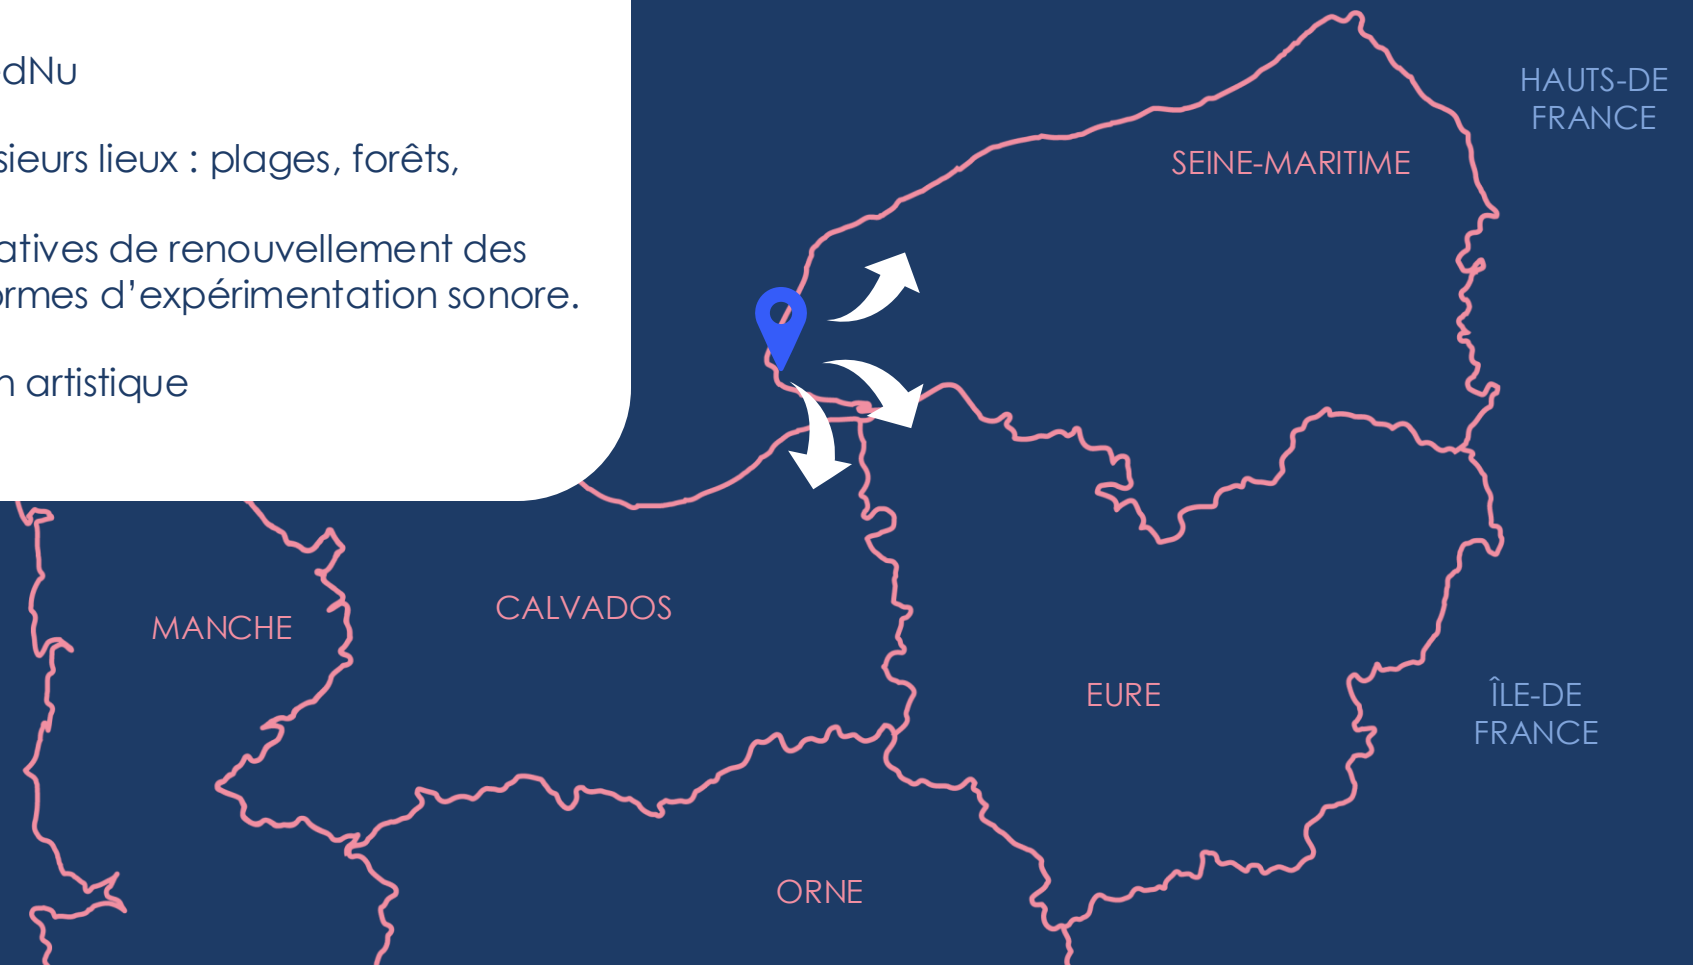 dNu
sieurs lieux : plages, forêts,
atives de renouvellement des
ormes d’expérimentation sonore.
n artistique
HAUTS-DE
FRANCE
SEINE-MARITIME
CALVADOS
MANCHE
EURE
ÎLE-DE
FRANCE
ORNE